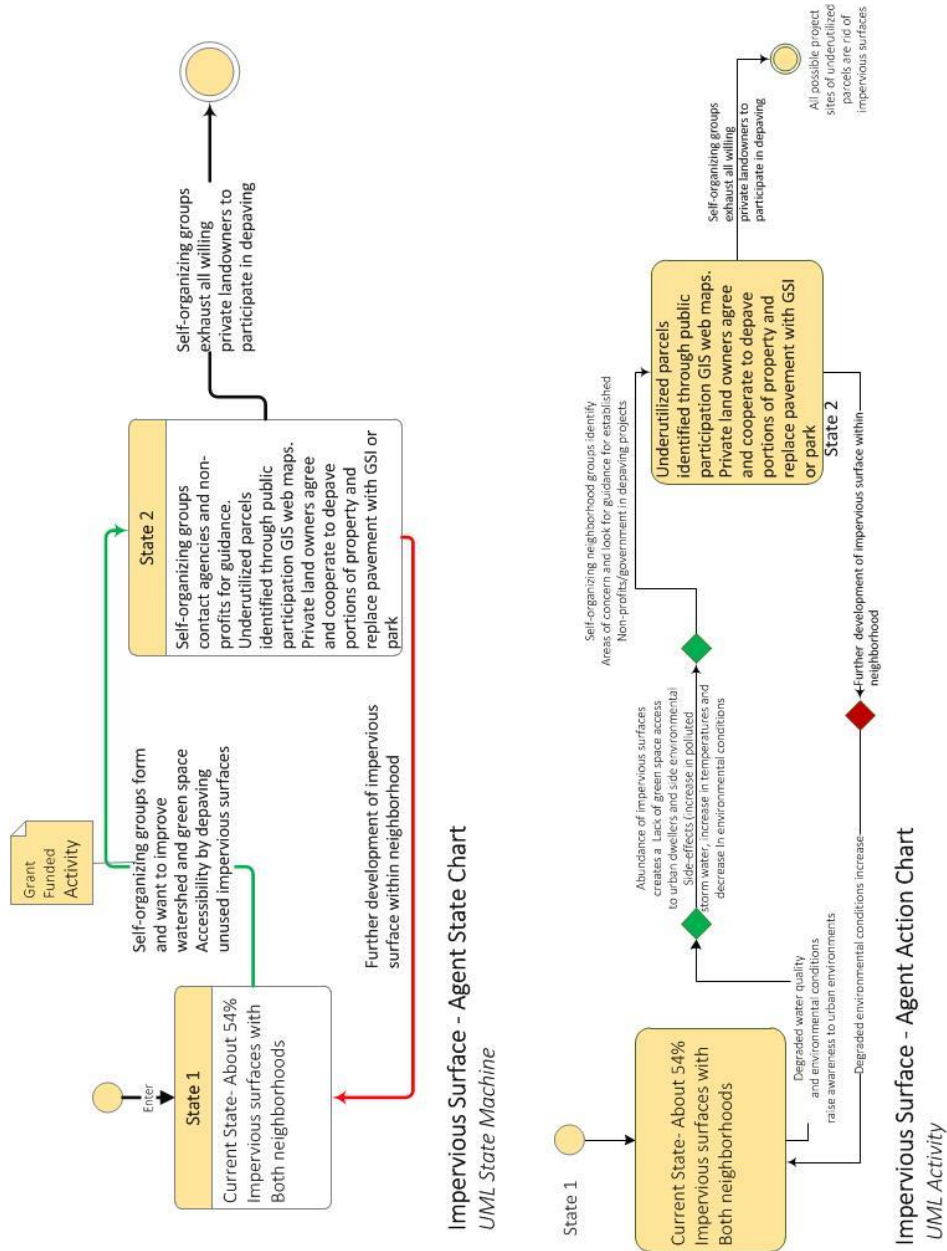 Grant
Funded
Activity
Enter
State 1
Current State- About 54%
Impervious surfaces with
Both neighborhoods
Self-organizing groups form
and want to improve
watershed and green space
Accessibility by depaving
unused impervious surfaces
Further development of impervious
surface within neighborhood
State 2
Self-organizing groups
contact agencies and non-
profits for guidance.
Underutilized parcels
identified through public
participation GIS web maps.
Private land owners agree
and cooperate to depave
portions of property and
replace pavement with GSI or
park
Self-organizing groups
exhaust all willing
private landowners to
participate in depaving
Impervious Surface - Agent State Chart
UML State Machine
State 1
Current State- About 54%
Impervious surfaces with
Both neighborhoods
Degraded water quality
and environmental conditions
raise awareness to urban environments
Degraded environmental conditions increase
Abundance of impervious surfaces
creates a Lack of green space access
to urban dwellers and side environmental
Side-effects (increase in polluted
storm water, increase in temperatures and
decrease In environmental conditions
Self-organizing neighborhood groups identify
Areas of concern and look for guidance for established
Non-profits/government in depaving projects
Further development of impervious surface within
neighborhood
Underutilized parcels
identified through public
participation GIS web maps.
Private land owners agree
and cooperate to depave
portions of property and
replace pavement with GSI
or park
State 2
Self-organizing groups
exhaust all willing
private landowners to
participate in depaving
All possible project
sites of underutilized
parcels are rid of
impervious surfaces
Impervious Surface - Agent Action Chart
UML Activity